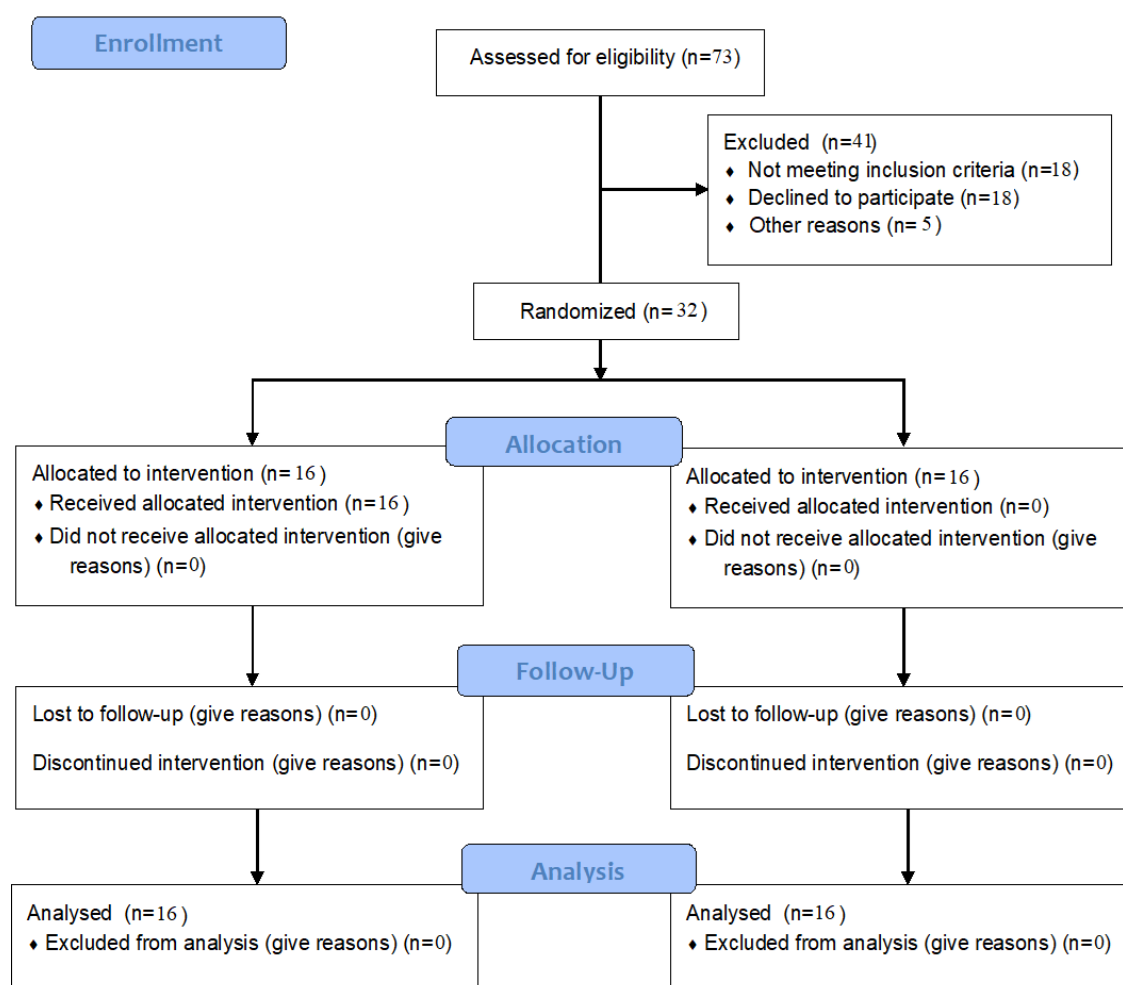 Enrollment
Assessed for eligibility (n=73)
Excluded (n=41)
♦ Not meeting inclusion criteria (n=18)
♦ Declined to participate (n=18)
♦ Other reasons (n= 5)
Randomized (n= 32)
Allocation
Allocated to intervention (n= 16)
♦ Received allocated intervention (n=16)
♦ Did not receive allocated intervention (give
reasons) (n=0)
Allocated to intervention (n=16)
♦ Received allocated intervention (n=0)
♦ Did not receive allocated intervention (give
reasons) (n=0)
Follow-Up
Lost to follow-up (give reasons) (n=0)
Discontinued intervention (give reasons) (n=0)
Lost to follow-up (give reasons) (n=0)
Discontinued intervention (give reasons) (n=0)
Analysis
Analysed (n=16)
♦ Excluded from analysis (give reasons) (n=0)
Analysed (n=16)
♦ Excluded from analysis (give reasons) (n=0)